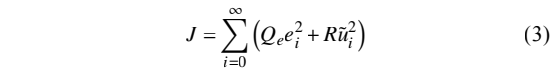 J = \sum_{i=0}^{\infty} \left( Q_e e_i^2 + R \tilde{u}_i^2 \right) (3)